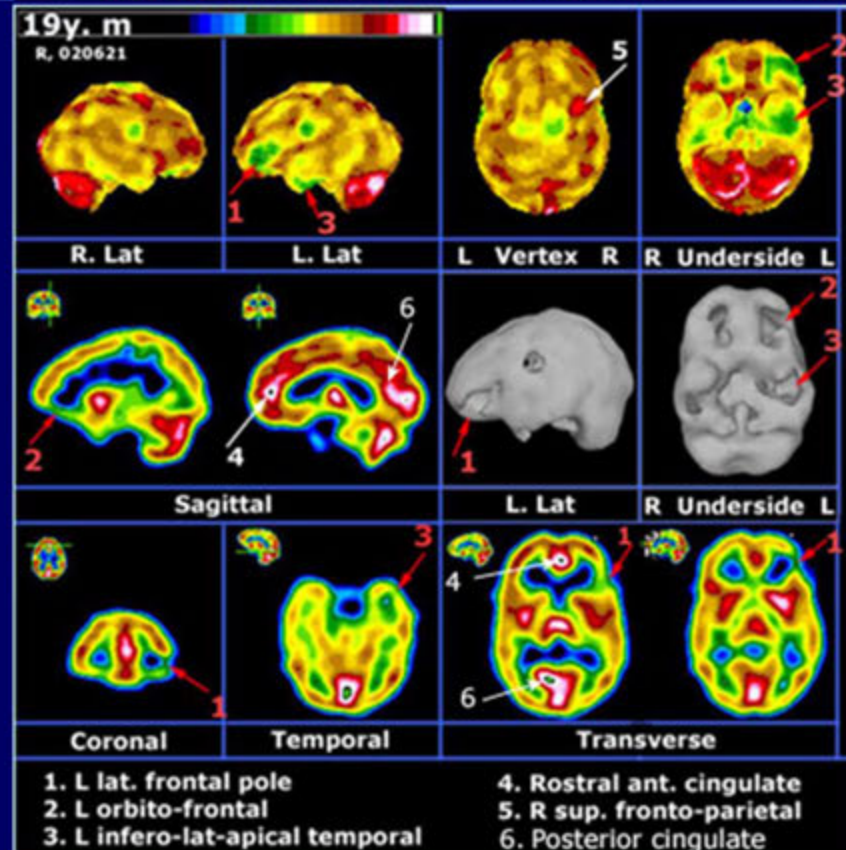 19y. m
R, 020621
5
2
3
1
3
R. Lat
L. Lat
L Vertex R
R Underside L
6
2
4
2
3
1
Sagittal
L. Lat
R Underside L
3
1
1
4
1
6
Coronal
Temporal
Transverse
1. L lat. frontal pole
2. L orbito-frontal
3. L infero-lat-apical temporal
4. Rostral ant. cingulate
5. R sup. fronto-parietal
6. Posterior cingulate